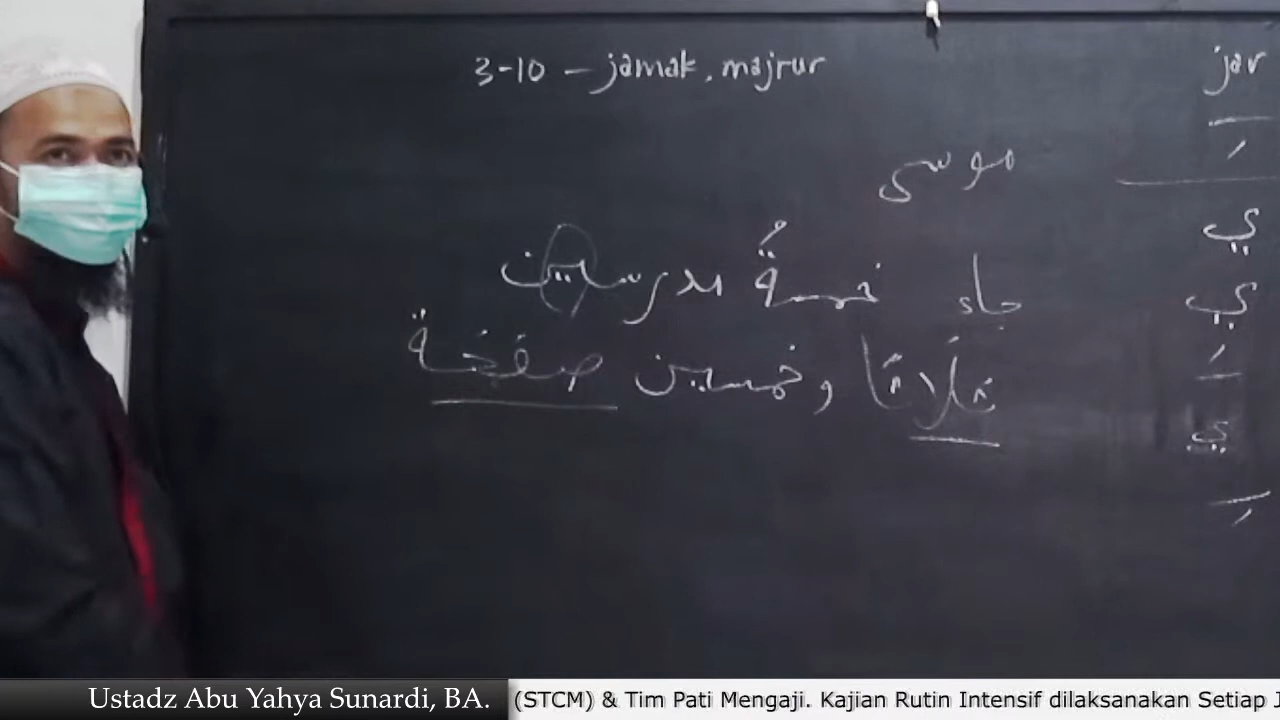 3-10 – jamak, majrur
jar
موسى
ي
جاء خمسةُ مدرسين
ي
ثَلَاثًا وخمسين صفحة
ي
Ustadz Abu Yahya Sunardi, BA.
(STCM) & Tim Pati Mengaji. Kajian Rutin Intensif dilaksanakan Setiap